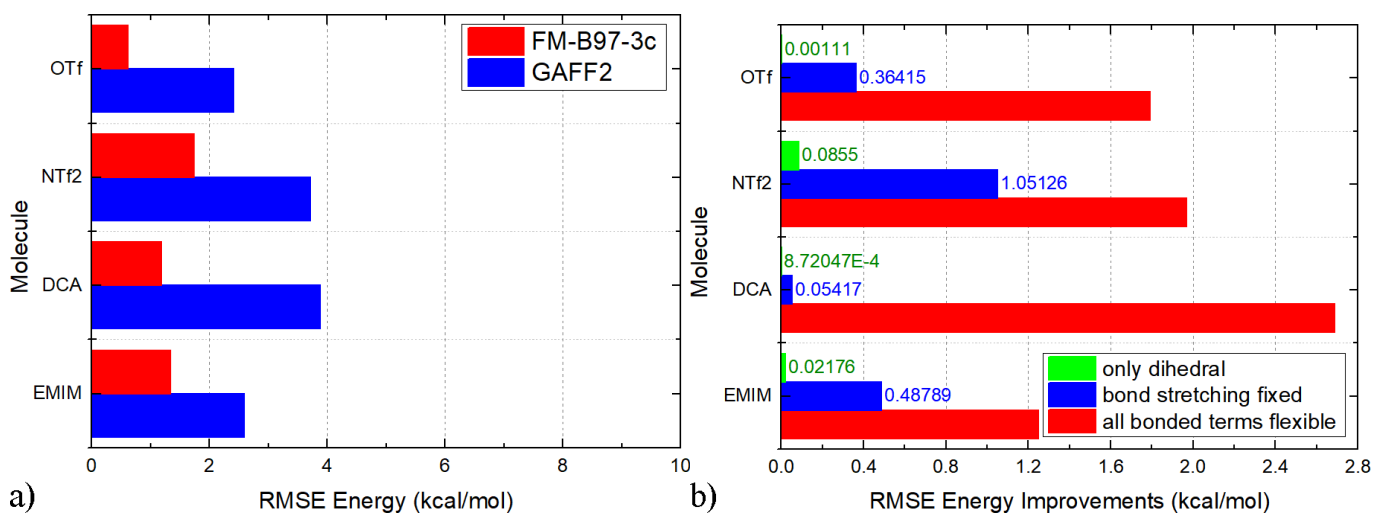 FM-B97-3c
GAFF2
OTf
NTf2
DCA
EMIM
Molecule
0 2 4 6 8 10
RMSE Energy (kcal/mol)
a)
0.00111
OTf
0.36415
0.0855
NTf2
1.05126
8.72047E-4
DCA
0.05417
0.02176
EMIM
0.48789
Molecule
only dihedral
bond stretching fixed
all bonded terms flexible
0.0 0.4 0.8 1.2 1.6 2.0 2.4 2.8
RMSE Energy Improvements (kcal/mol)
b)